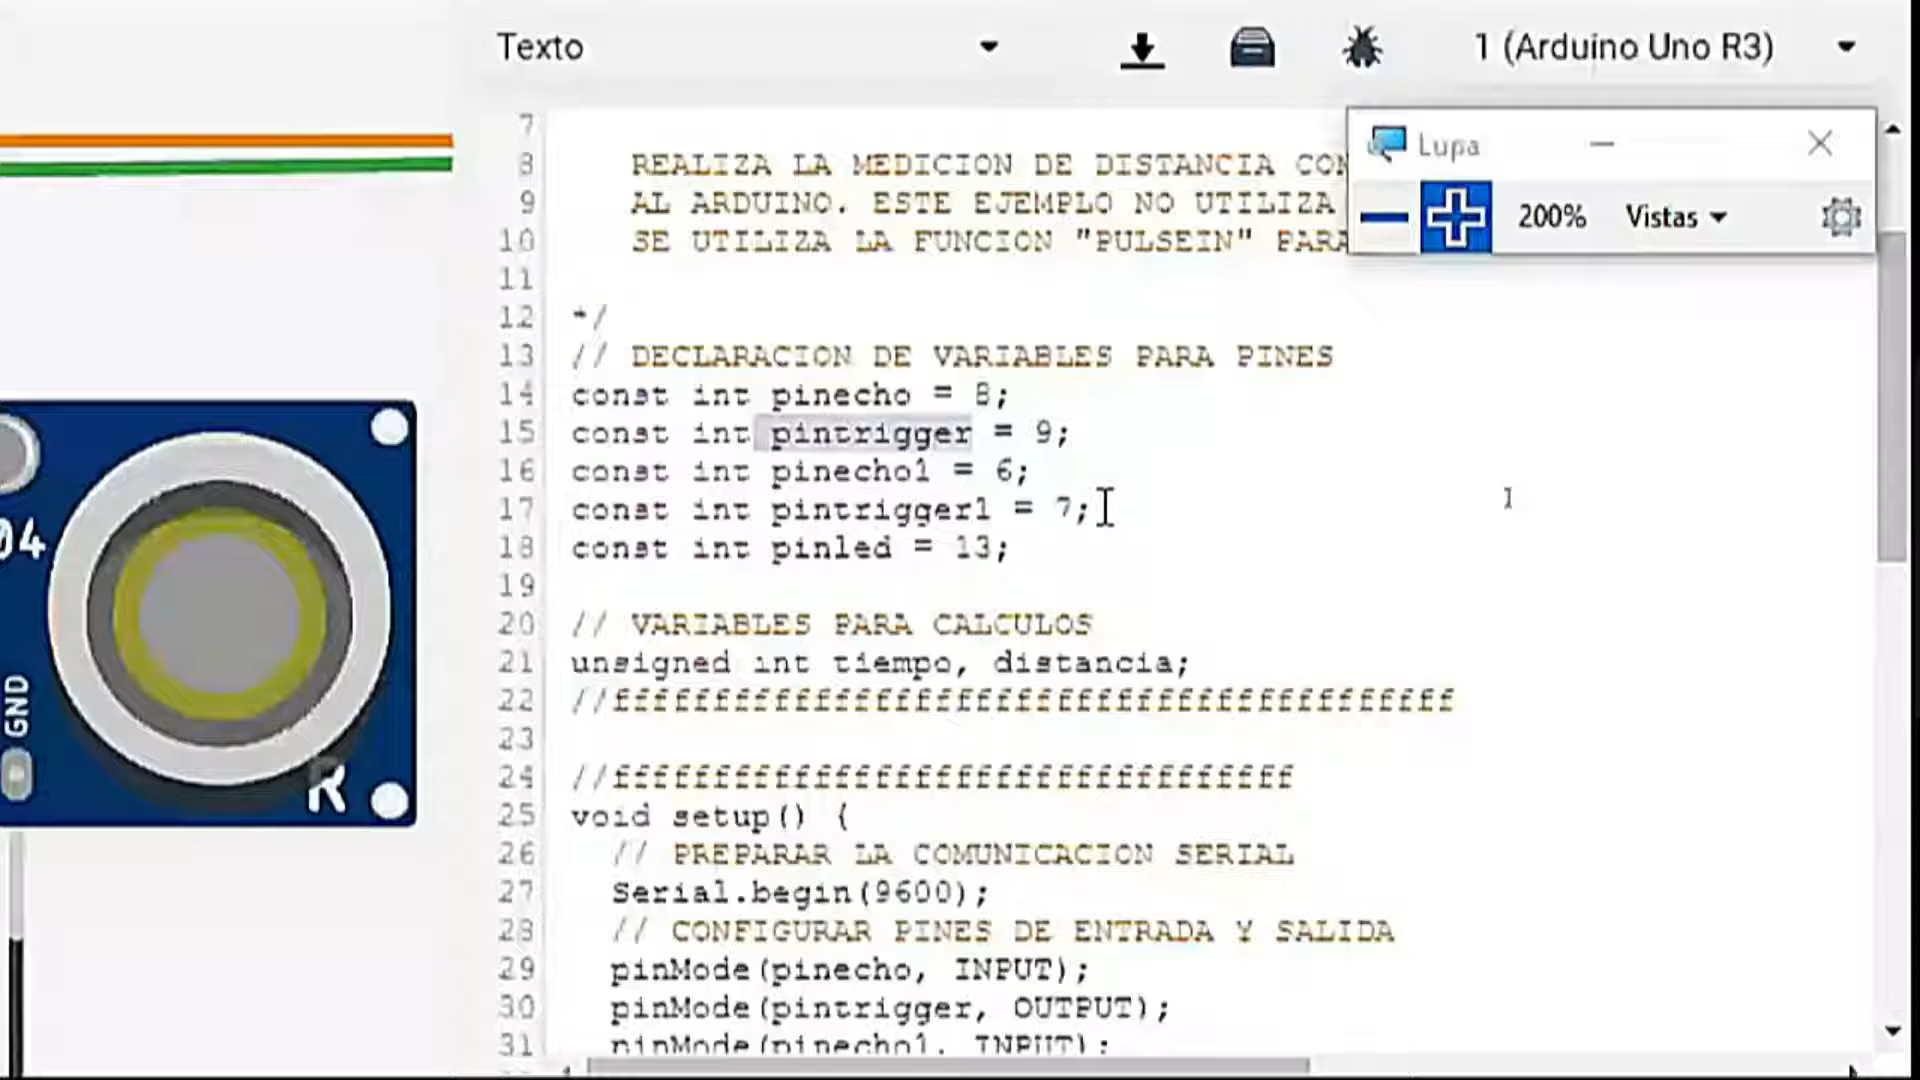 Texto
1 (Arduino Uno R3)
Lupa
200%
Vistas
7
8 REALIZA LA MEDICION DE DISTANCIA CON
9 AL ARDUINO. ESTE EJEMPLO NO UTILIZA
10 SE UTILIZA LA FUNCION "PULSEIN" PARA
11
12 */
13 // DECLARACION DE VARIABLES PARA PINES
14 const int pinecho = 8;
15 const int pintrigger = 9;
16 const int pinecho1 = 6;
17 const int pintrigger1 = 7;
18 const int pinled = 13;
19
20 // VARIABLES PARA CALCULOS
21 unsigned int tiempo, distancia;
22 //ffffffffffffffffffffffffffffffffffffffffff
23
24 //ffffffffffffffffffffffffffffffffff
25 void setup() {
26 // PREPARAR LA COMUNICACION SERIAL
27 Serial.begin(9600);
28 // CONFIGURAR PINES DE ENTRADA Y SALIDA
29 pinMode(pinecho, INPUT);
30 pinMode(pintrigger, OUTPUT);
31 pinMode(pinecho1, INPUT);
04
GND
R